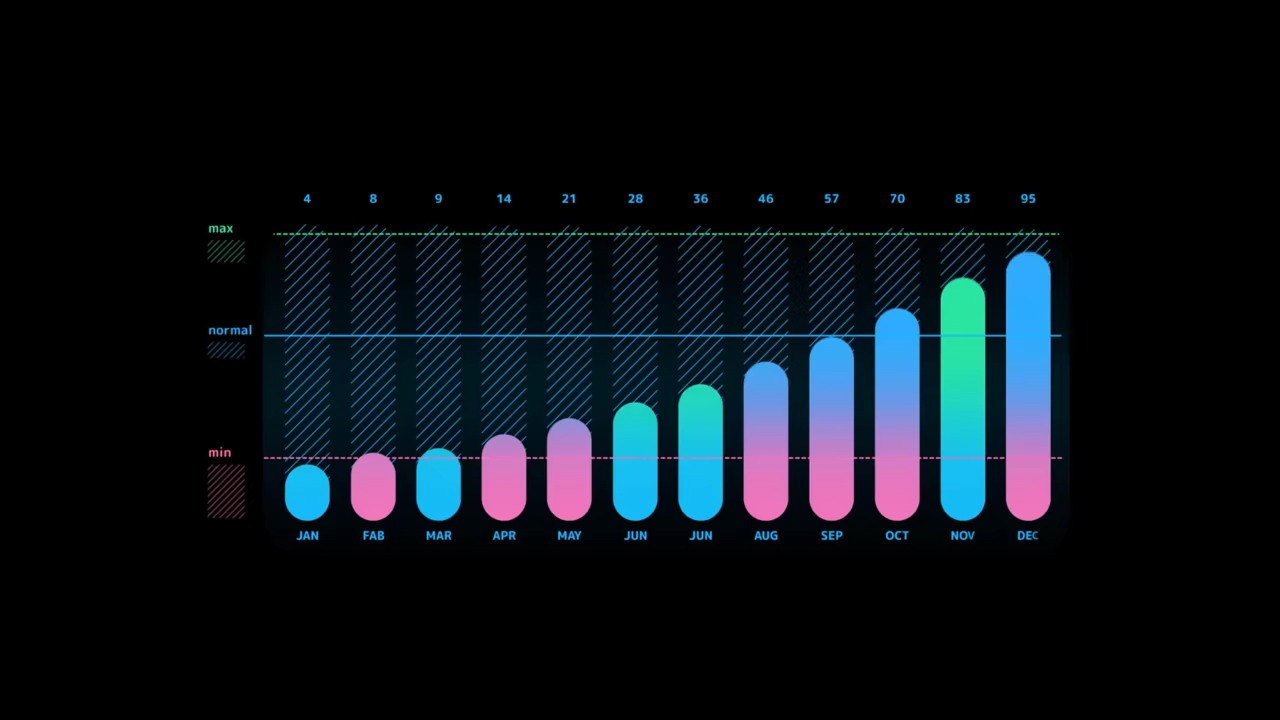 4 8 9 14 21 28 36 46 57 70 83 95
max
normal
min
JAN FAB MAR APR MAY JUN JUN AUG SEP OCT NOV DEC